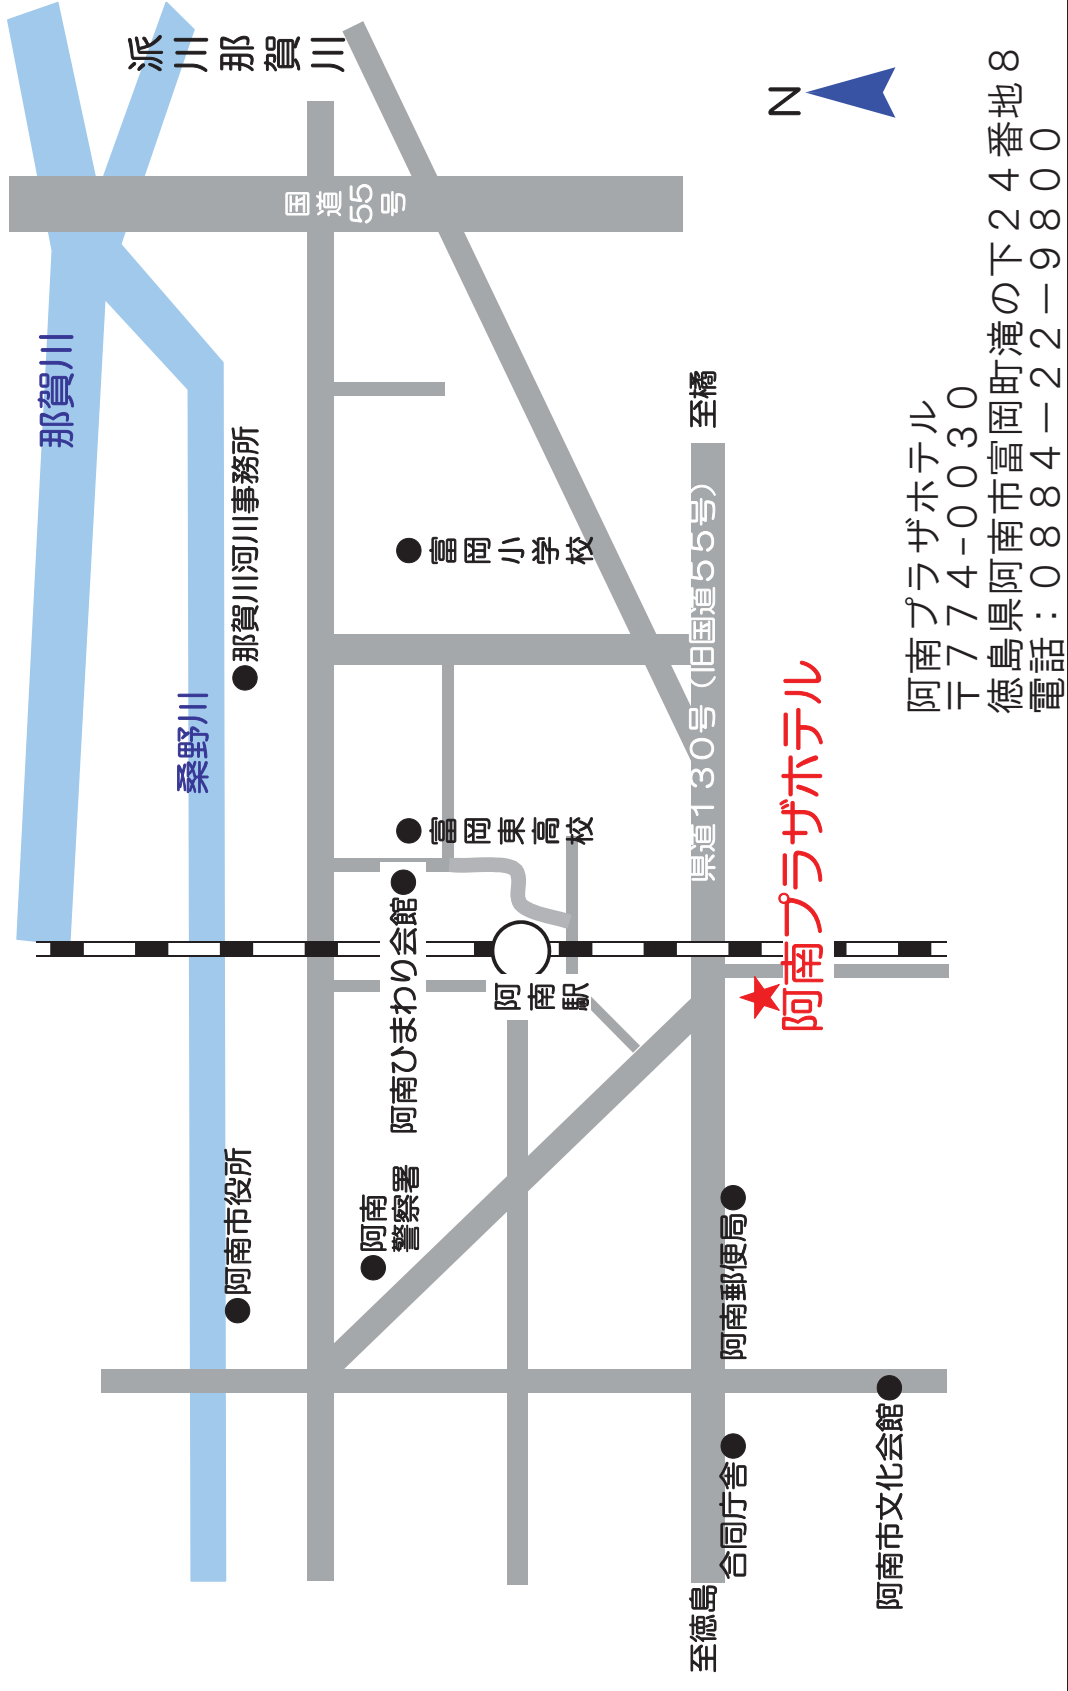 那賀川
派川那賀川
桑野川
阿南市役所
那賀川河川事務所
国道55号
阿南
警察署
阿南ひまわり会館
富岡東高校
富岡小学校
阿南駅
至徳島
県道１３０号（旧国道５５号）
至橘
合同庁舎
阿南郵便局
N
阿南プラザホテル
阿南市文化会館
阿南プラザホテル
〒７７４-００３０
徳島県阿南市富岡町滝の下２４番地８
電話：０８８４－２２－９８００